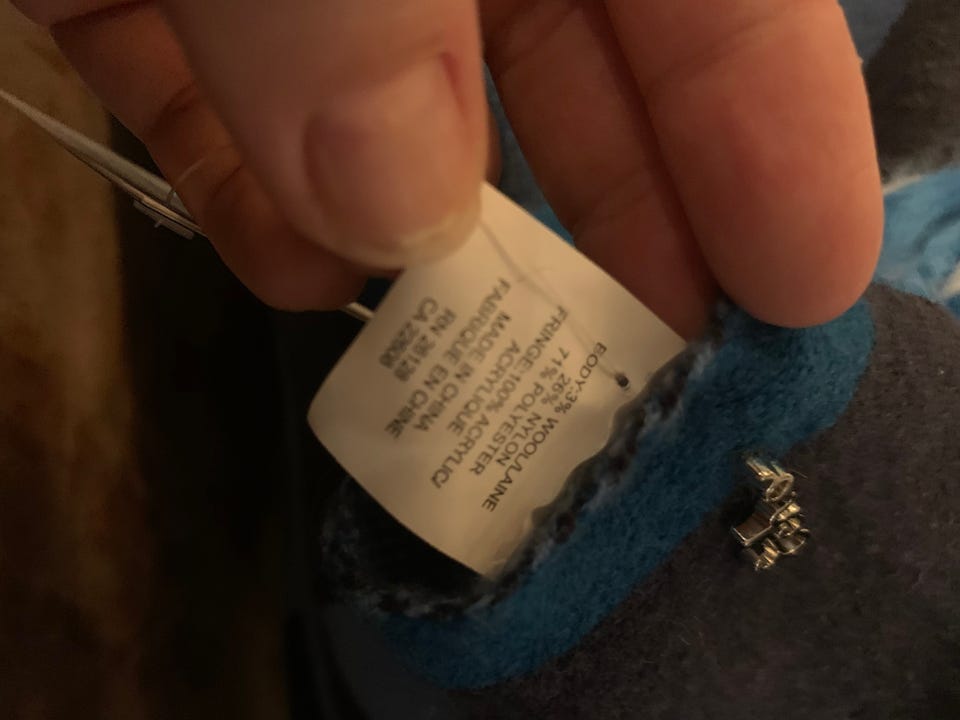 BODY:3% WOOL/LAINE
26% NYLON
71% POLYESTER
FRINGE:100% ACRYLIC/
ACRYLIQUE
MADE IN CHINA
FABRIQUE EN CHINE
RN 28128
CA 22608